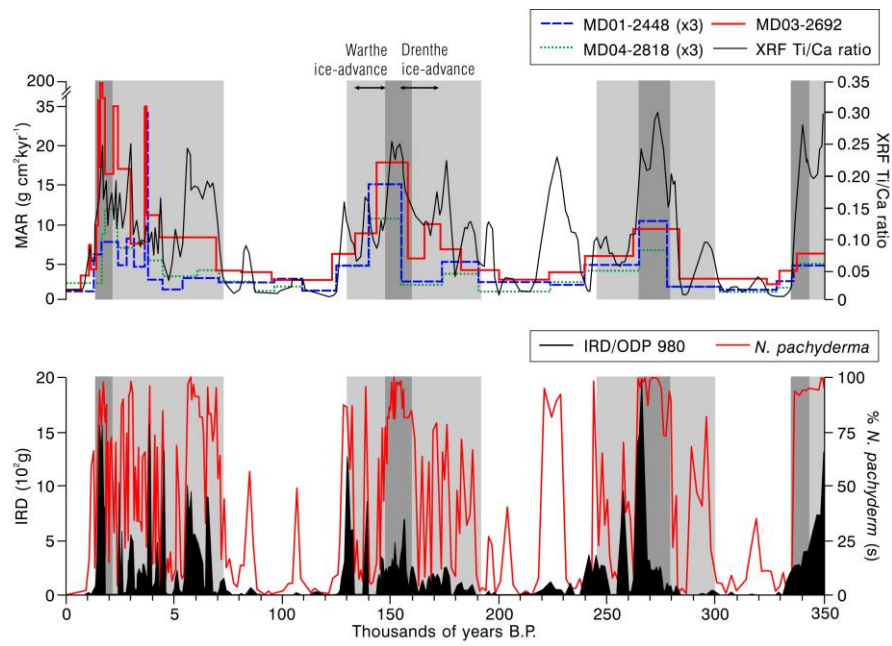 MD01-2448 (x3) MD03-2692
MD04-2818 (x3) XRF Ti/Ca ratio
Warthe
ice-advance
Drenthe
ice-advance
200
35
20
15
10
5
0
MAR (g cm²kyr⁻¹)
0.35
0.30
0.25
0.20
0.15
0.10
0.05
0
XRF Ti/Ca ratio
IRD/ODP 980 N. pachyderma
20
15
10
5
0
IRD (10²g)
100
75
50
25
0
% N. pachyderm (s)
0 5 100 150 200 250 300 350
Thousands of years B.P.